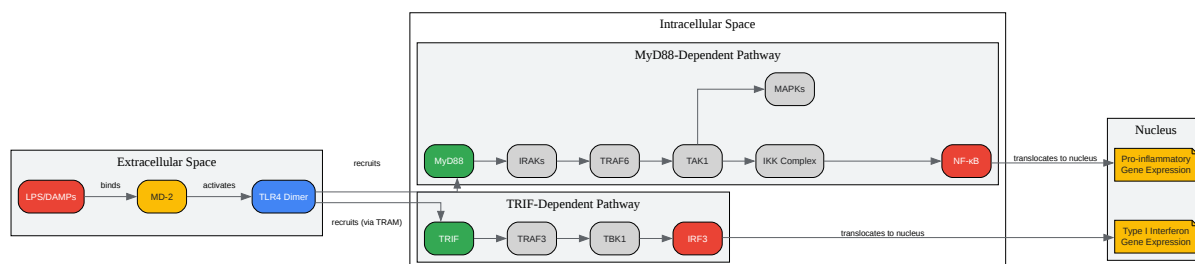 Intracellular Space
MyD88-Dependent Pathway
MAPKs
Nucleus
Extracellular Space
recruits
MyD88
IRAKs
TRAF6
TAK1
IKK Complex
NF-κB
translocates to nucleus
Pro-inflammatory
Gene Expression
LPS/DAMPs
binds
MD-2
activates
TLR4 Dimer
TRIF-Dependent Pathway
recruits (via TRAM)
TRIF
TRAF3
TBK1
IRF3
translocates to nucleus
Type I Interferon
Gene Expression